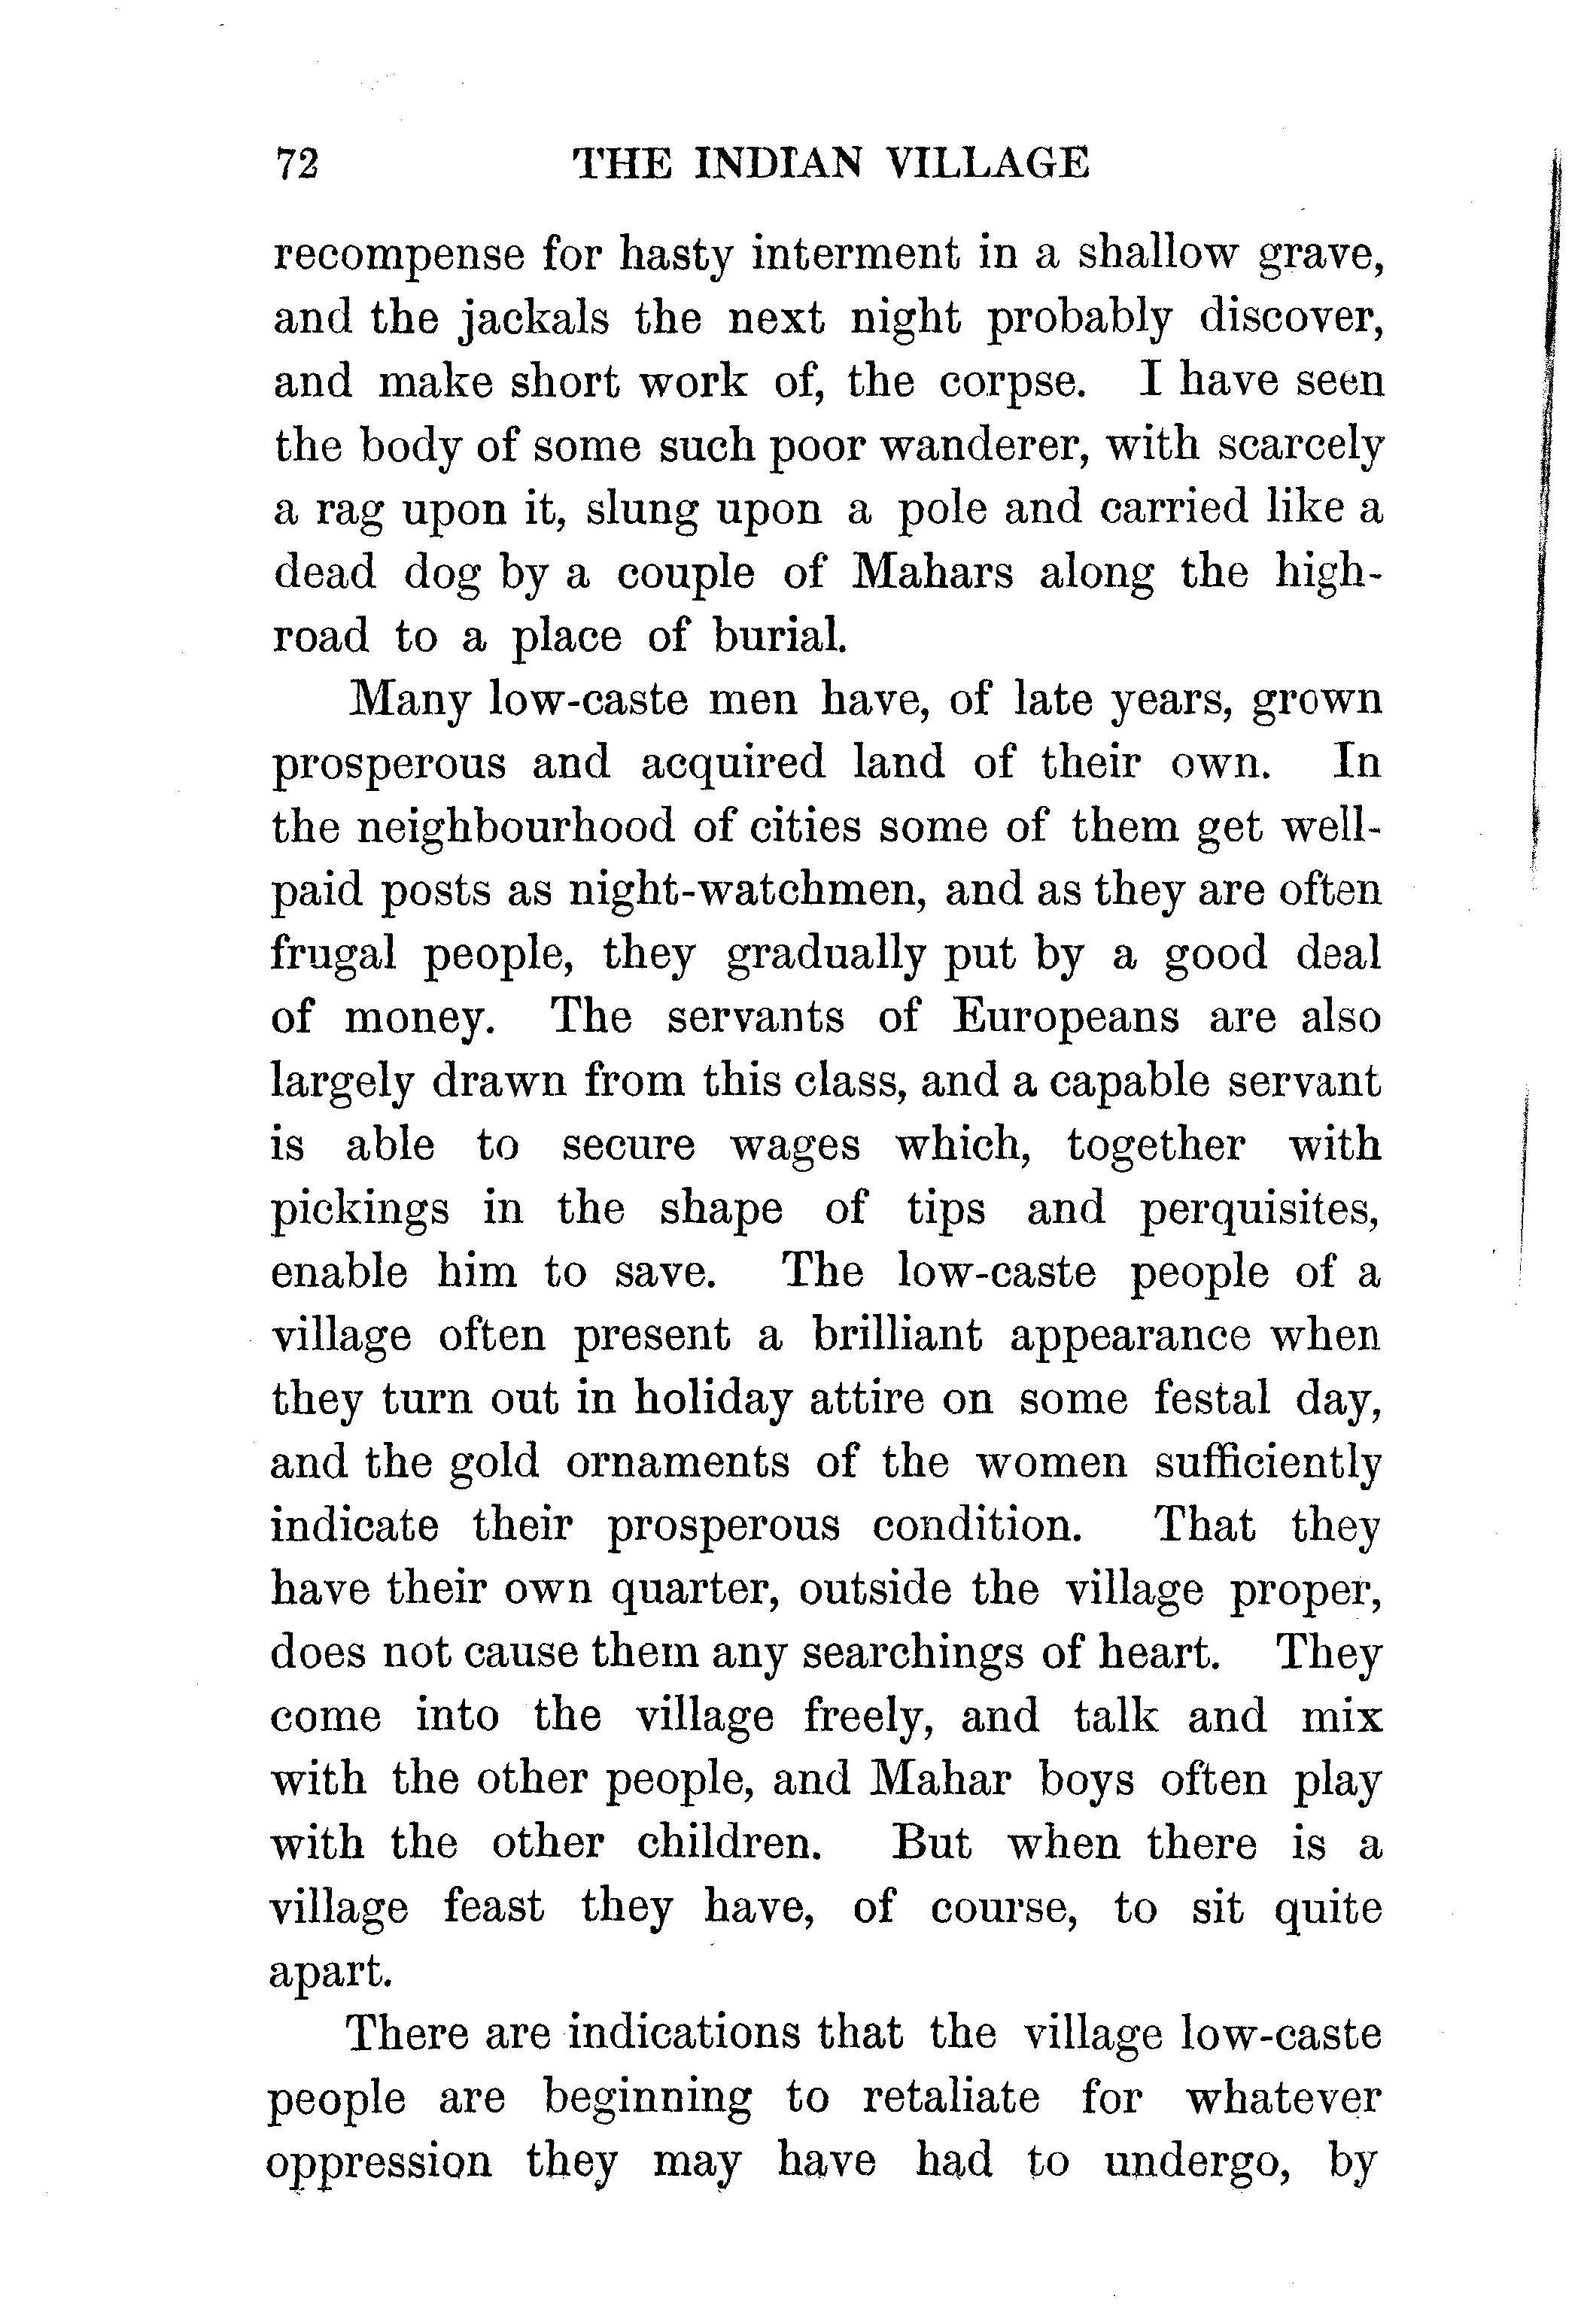 72 THE INDIAN VILLAGE
recompense for hasty interment in a shallow grave,
and the jackals the next night probably discover,
and make short work of, the corpse. I have seen
the body of some such poor wanderer, with scarcely
a rag upon it, slung upon a pole and carried like a
dead dog by a couple of Mahars along the high-
road to a place of burial.
Many low-caste men have, of late years, grown
prosperous and acquired land of their own. In
the neighbourhood of cities some of them get well-
paid posts as night-watchmen, and as they are often
frugal people, they gradually put by a good deal
of money. The servants of Europeans are also
largely drawn from this class, and a capable servant
is able to secure wages which, together with
pickings in the shape of tips and perquisites,
enable him to save. The low-caste people of a
village often present a brilliant appearance when
they turn out in holiday attire on some festal day,
and the gold ornaments of the women sufficiently
indicate their prosperous condition. That they
have their own quarter, outside the village proper,
does not cause them any searchings of heart. They
come into the village freely, and talk and mix
with the other people, and Mahar boys often play
with the other children. But when there is a
village feast they have, of course, to sit quite
apart.
There are indications that the village low-caste
people are beginning to retaliate for whatever
oppression they may have had to undergo, by